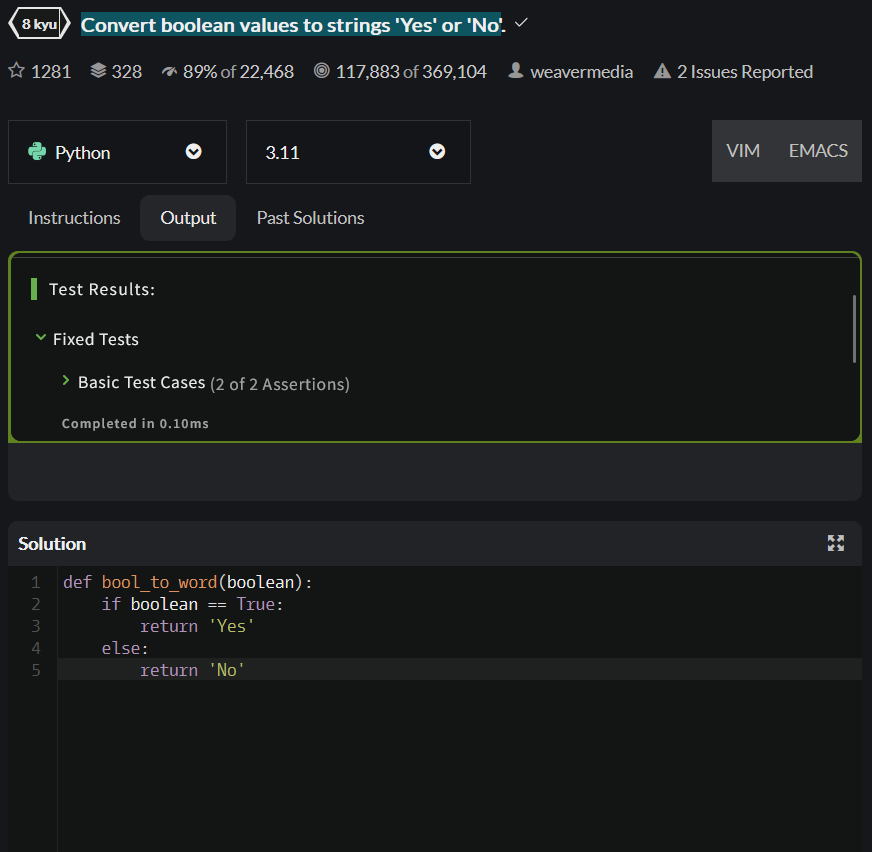 8 kyu Convert boolean values to strings 'Yes' or 'No'.
1281 328 89% of 22,468 117,883 of 369,104 weavermedia 2 Issues Reported
Python 3.11 VIM EMACS
Instructions Output Past Solutions
Test Results:
Fixed Tests
Basic Test Cases (2 of 2 Assertions)
Completed in 0.10ms
Solution
1 def bool_to_word(boolean):
2     if boolean == True:
3         return 'Yes'
4     else:
5         return 'No'